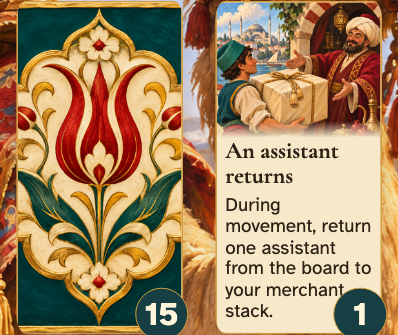 An assistant
returns
During
movement, return
one assistant
from the board to
your merchant
stack.
15
1